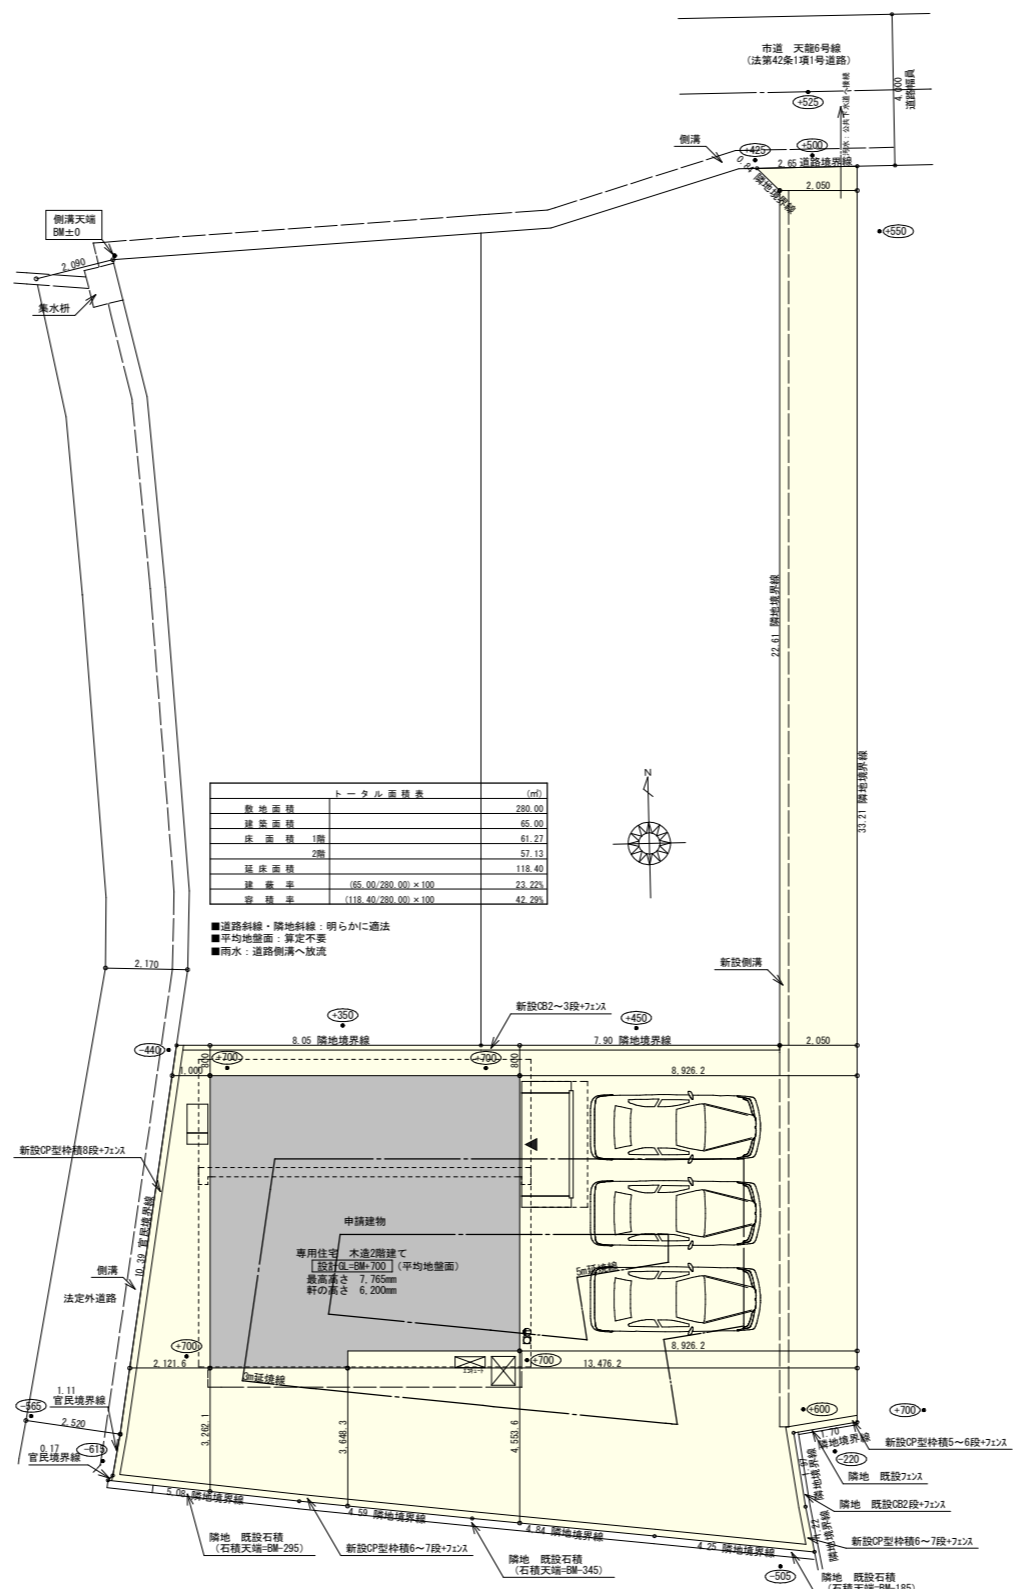 市道　天龍6号線
(法第42条1項1号道路)
4,000
道路幅員
+525
側溝
+425
+500
2.65 道路境界線
0.84 隣地境界線
2,050
+550
側溝天端
BM±0
2,090
集水枡
22.61 隣地境界線
33.21 隣地境界線
N
トータル面積表 (㎡)
敷地面積 280.00
建築面積 65.00
床面積 1階 61.27
2階 57.13
延床面積 118.40
建蔽率 (65.00/280.00)×100 23.22%
容積率 (118.40/280.00)×100 42.29%
■道路斜線・隣地斜線：明らかに適法
■平均地盤面：算定不要
■雨水：道路側溝へ放流
2,170
新設側溝
新設CB2～3段+フェンス
+350
+450
8.05 隣地境界線
7.90 隣地境界線
2,050
-440
+700
+700
800
800
1,000
8,926.2
新設CP型枠積8段+フェンス
10.39 官民境界線
側溝
法定外道路
申請建物
専用住宅　木造2階建て
設計GL=BM+700 (平均地盤面)
最高高さ　7,765mm
軒の高さ　6,200mm
5m延焼線
+700
+700
8,926.2
2,121.6
13,476.2
3m延焼線
1.11
官民境界線
-565
2,520
0.17
官民境界線
-615
3,262.1
3,648.3
4,553.6
+600
+700
1.70
隣地境界線
新設CP型枠積5～6段+フェンス
-220
隣地　既設フェンス
1.97 隣地境界線
隣地　既設CB2段+フェンス
隣地境界線
新設CP型枠積6～7段+フェンス
5.08 隣地境界線
4.59 隣地境界線
4.84 隣地境界線
4.25 隣地境界線
隣地　既設石積
(石積天端=BM-295)
新設CP型枠積6～7段+フェンス
隣地　既設石積
(石積天端=BM-345)
-505
隣地　既設石積
(石積天端=BM-185)